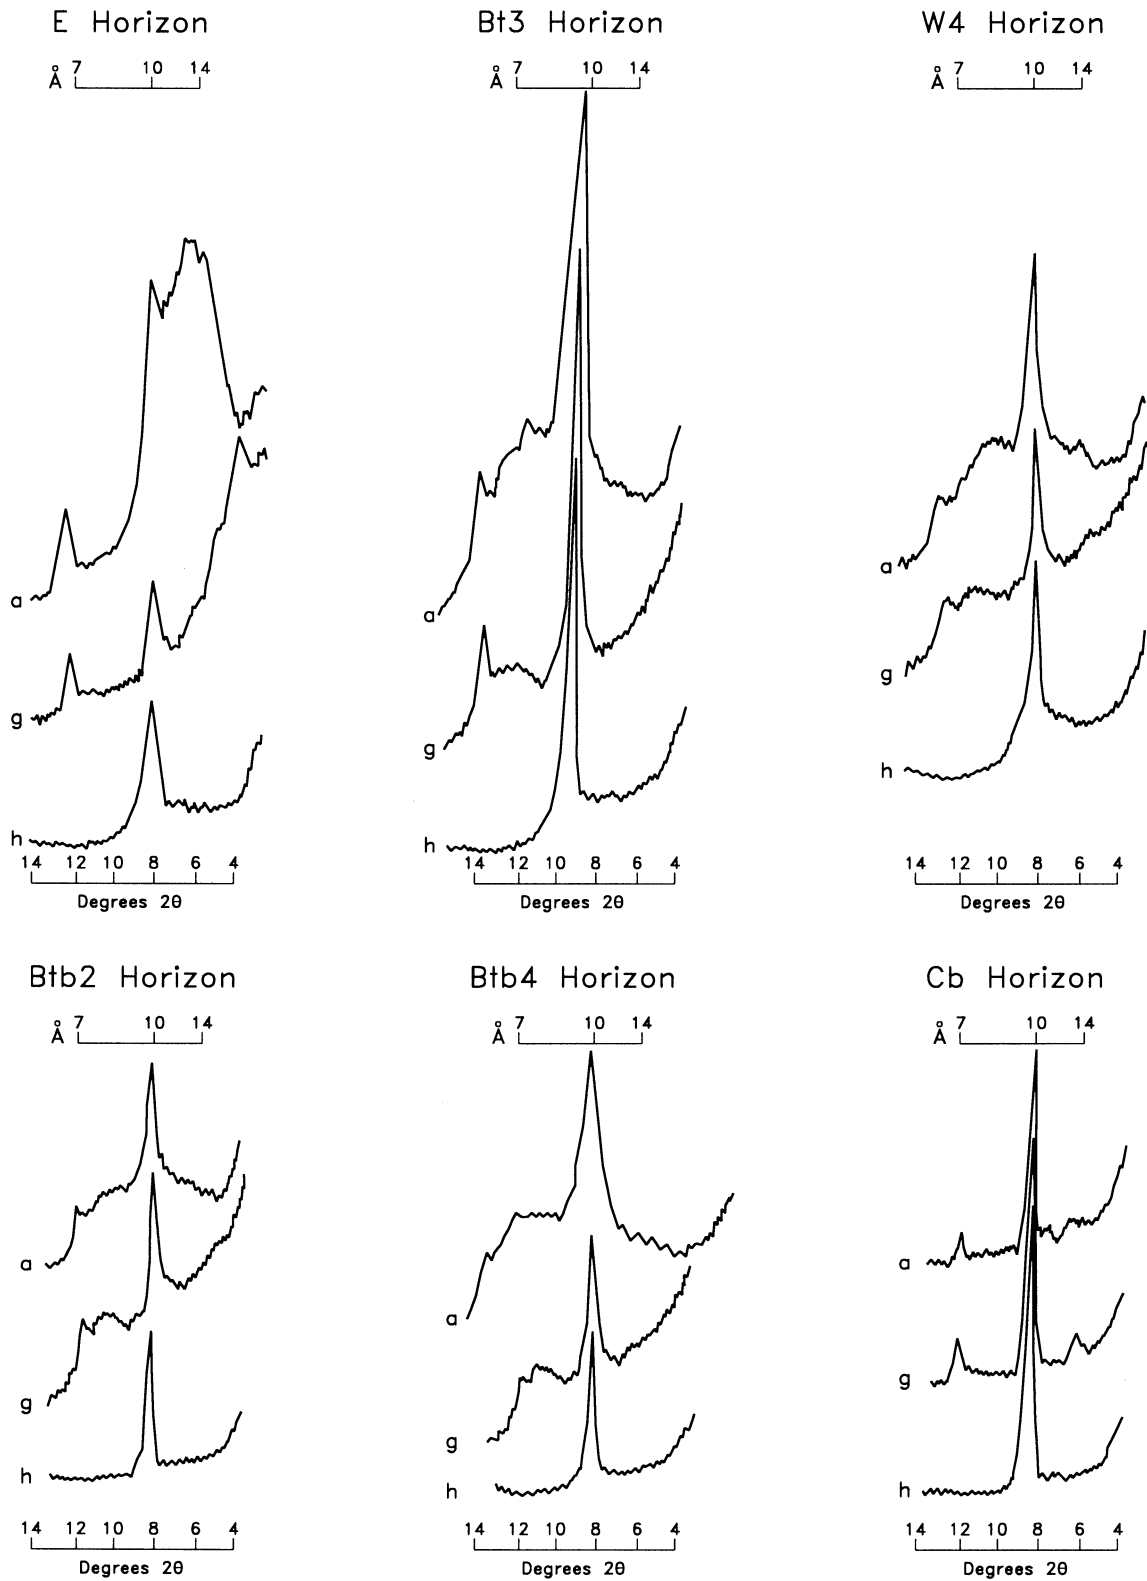 E Horizon
Å 7 10 14
a
g
h
14 12 10 8 6 4
Degrees 2θ
Bt3 Horizon
Å 7 10 14
a
g
h
14 12 10 8 6 4
Degrees 2θ
W4 Horizon
Å 7 10 14
a
g
h
14 12 10 8 6 4
Degrees 2θ
Btb2 Horizon
Å 7 10 14
a
g
h
14 12 10 8 6 4
Degrees 2θ
Btb4 Horizon
Å 7 10 14
a
g
h
14 12 10 8 6 4
Degrees 2θ
Cb Horizon
Å 7 10 14
a
g
h
14 12 10 8 6 4
Degrees 2θ